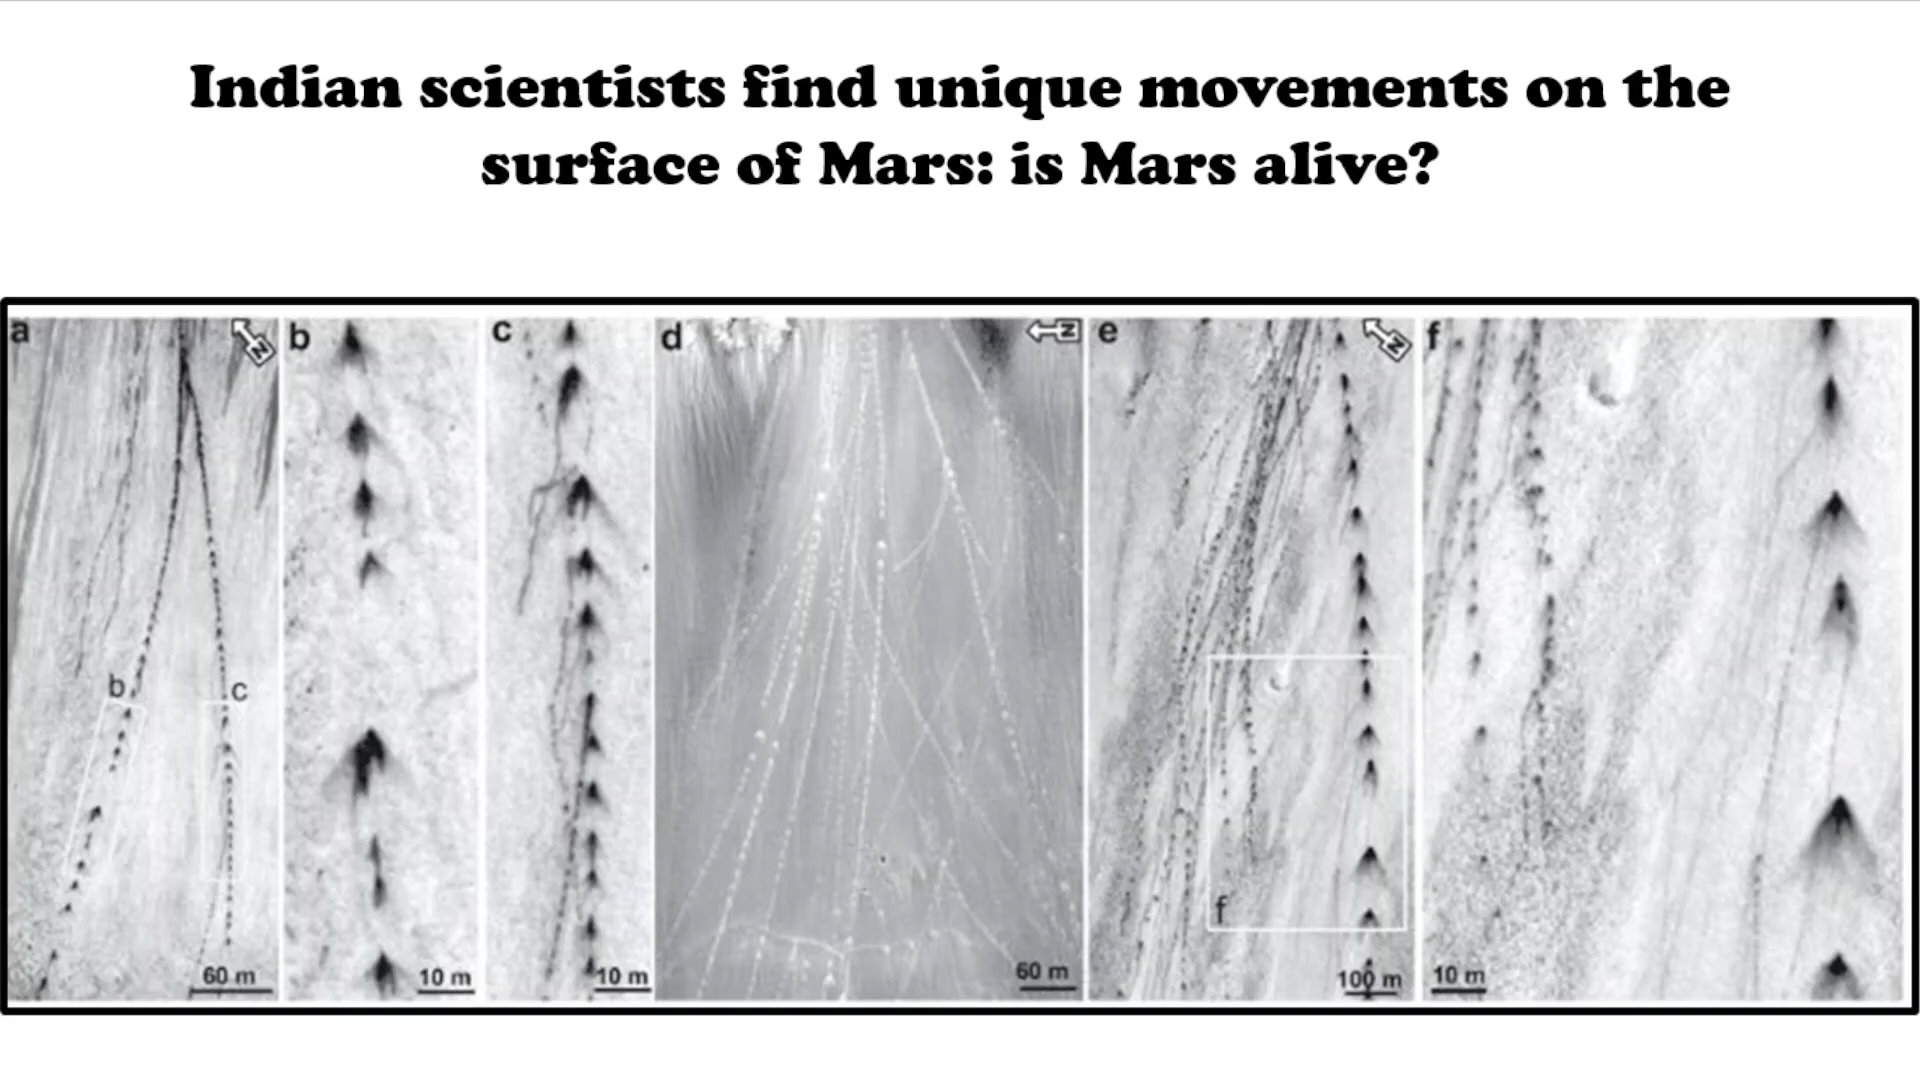 Indian scientists find unique movements on the
surface of Mars: is Mars alive?
a
N
b
c
d
N
e
N
f
b
c
f
60 m
10 m
10 m
60 m
100 m
10 m